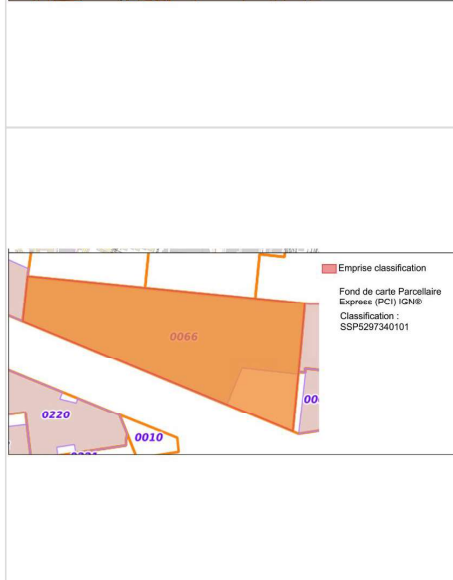 Emprise classification
Fond de carte Parcellaire
Express (PCI) IGN®
Classification :
SSP5297340101
0066
0220
0010